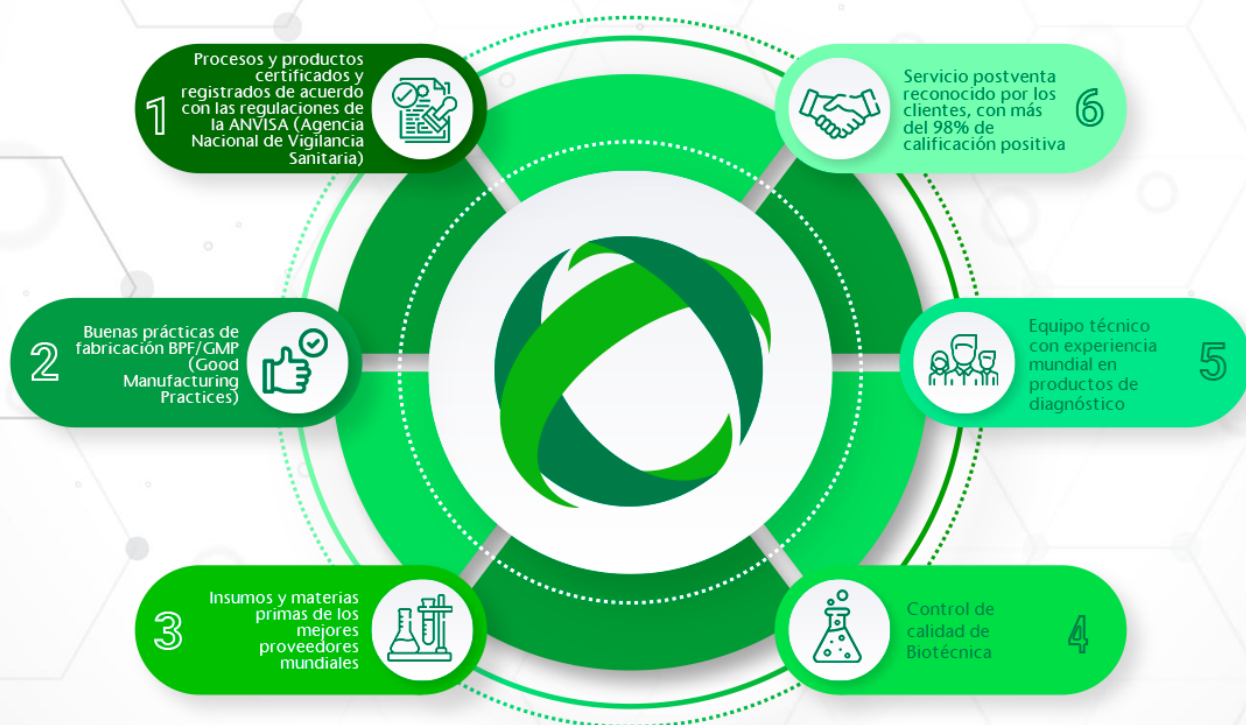 1
Procesos y productos
certificados y
registrados de acuerdo
con las regulaciones de
la ANVISA (Agencia
Nacional de Vigilancia
Sanitaria)
2
Buenas prácticas de
fabricación BPF/GMP
(Good
Manufacturing
Practices)
3
Insumos y materias
primas de los
mejores
proveedores
mundiales
Control de
calidad de
Biotécnica
4
Equipo técnico
con experiencia
mundial en
productos de
diagnóstico
5
Servicio postventa
reconocido por los
clientes, con más
del 98% de
calificación positiva
6